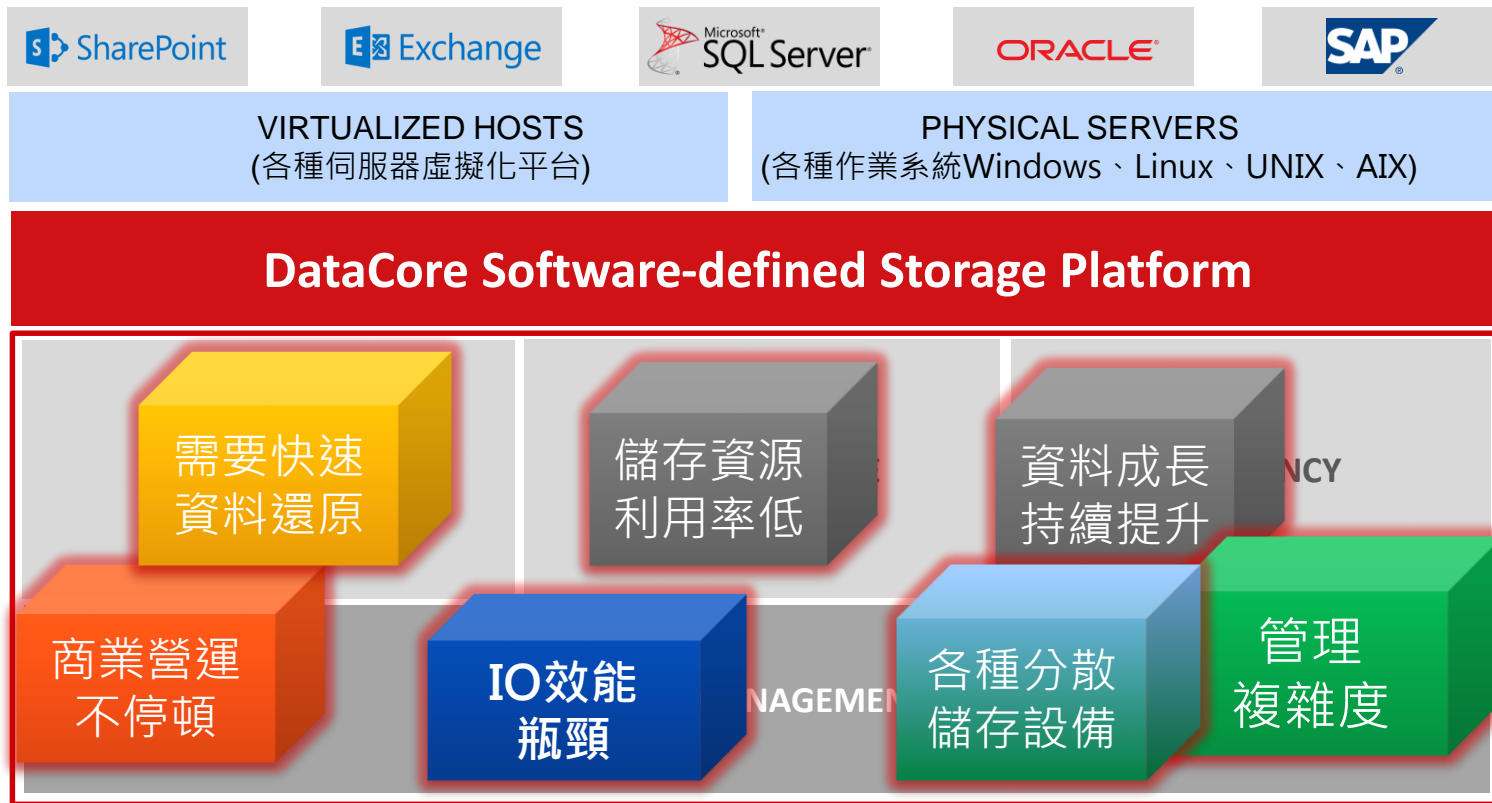 SharePoint
Exchange
Microsoft®
SQL Server®
ORACLE®
SAP®
VIRTUALIZED HOSTS
(各種伺服器虛擬化平台)
PHYSICAL SERVERS
(各種作業系統Windows、Linux、UNIX、AIX)
DataCore Software-defined Storage Platform
需要快速
資料還原
儲存資源
利用率低
資料成長
持續提升
NCY
商業營運
不停頓
IO效能
瓶頸
NAGEMEN
各種分散
儲存設備
管理
複雜度